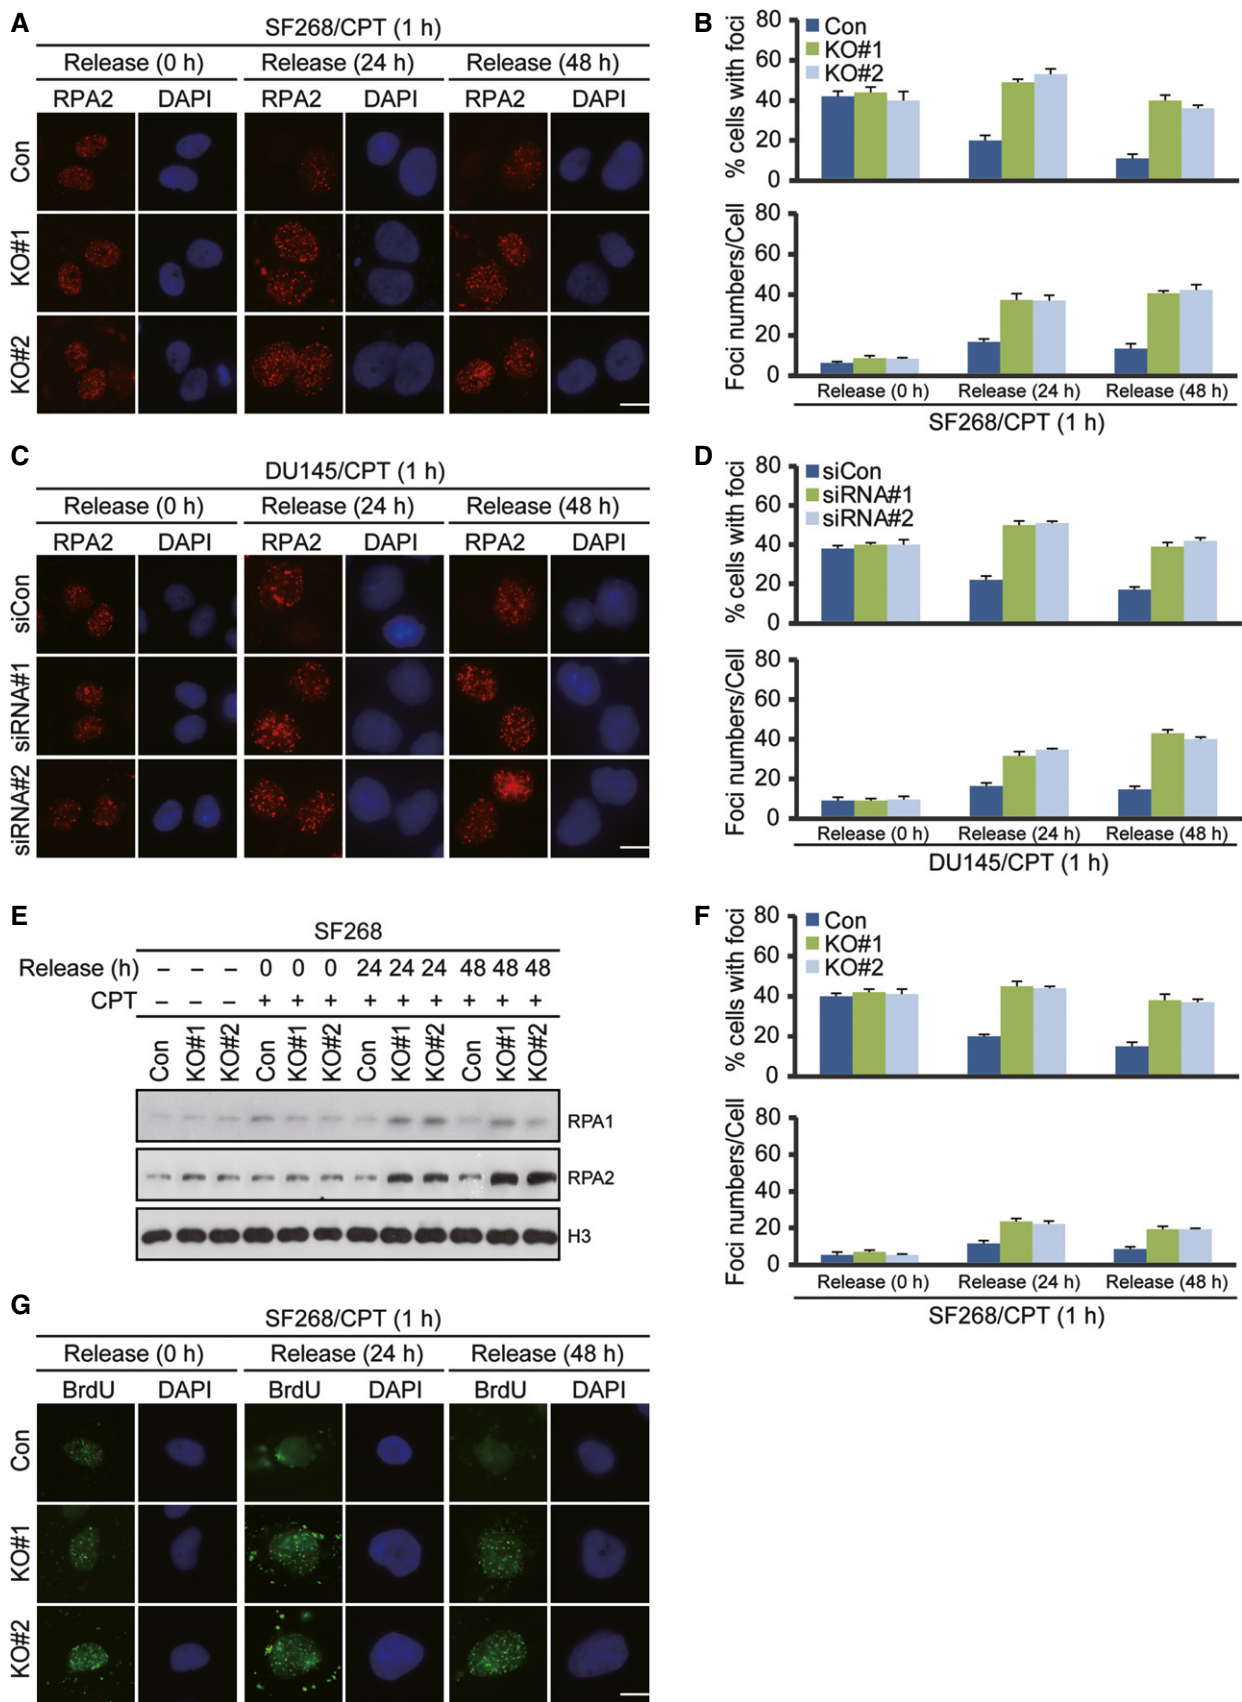 A
SF268/CPT (1 h)
Release (0 h) Release (24 h) Release (48 h)
RPA2 DAPI RPA2 DAPI RPA2 DAPI
Con
KO#1
KO#2
B
80
60
40
20
0
% cells with foci
Con
KO#1
KO#2
80
60
40
20
0
Foci numbers/Cell
Release (0 h) Release (24 h) Release (48 h)
SF268/CPT (1 h)
C
DU145/CPT (1 h)
Release (0 h) Release (24 h) Release (48 h)
RPA2 DAPI RPA2 DAPI RPA2 DAPI
siCon
siRNA#1
siRNA#2
D
80
60
40
20
0
% cells with foci
siCon
siRNA#1
siRNA#2
80
60
40
20
0
Foci numbers/Cell
Release (0 h) Release (24 h) Release (48 h)
DU145/CPT (1 h)
E
SF268
Release (h) – – – 0 0 0 24 24 24 48 48 48
CPT – – – + + + + + + + + +
Con KO#1 KO#2 Con KO#1 KO#2 Con KO#1 KO#2 Con KO#1 KO#2
RPA1
RPA2
H3
F
80
60
40
20
0
% cells with foci
Con
KO#1
KO#2
80
60
40
20
0
Foci numbers/Cell
Release (0 h) Release (24 h) Release (48 h)
SF268/CPT (1 h)
G
SF268/CPT (1 h)
Release (0 h) Release (24 h) Release (48 h)
BrdU DAPI BrdU DAPI BrdU DAPI
Con
KO#1
KO#2